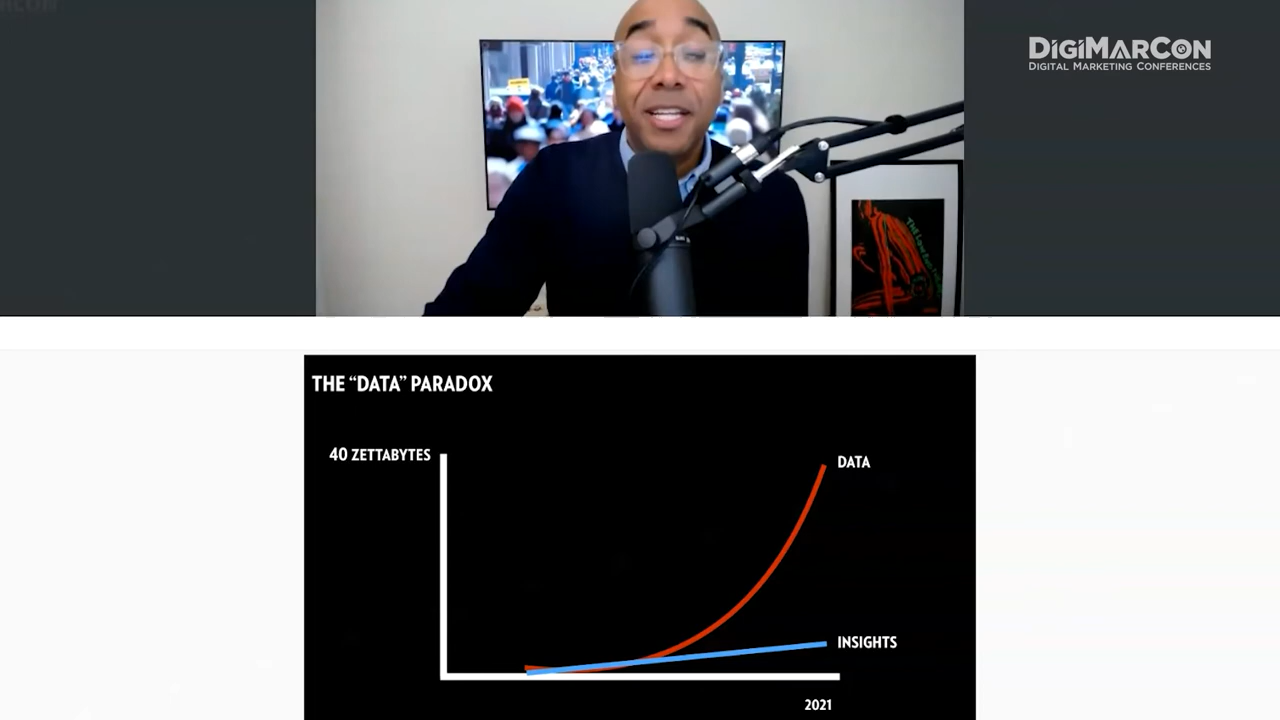 DIGIMARCON
DIGITAL MARKETING CONFERENCES
THE "DATA" PARADOX
40 ZETTABYTES
DATA
INSIGHTS
2021